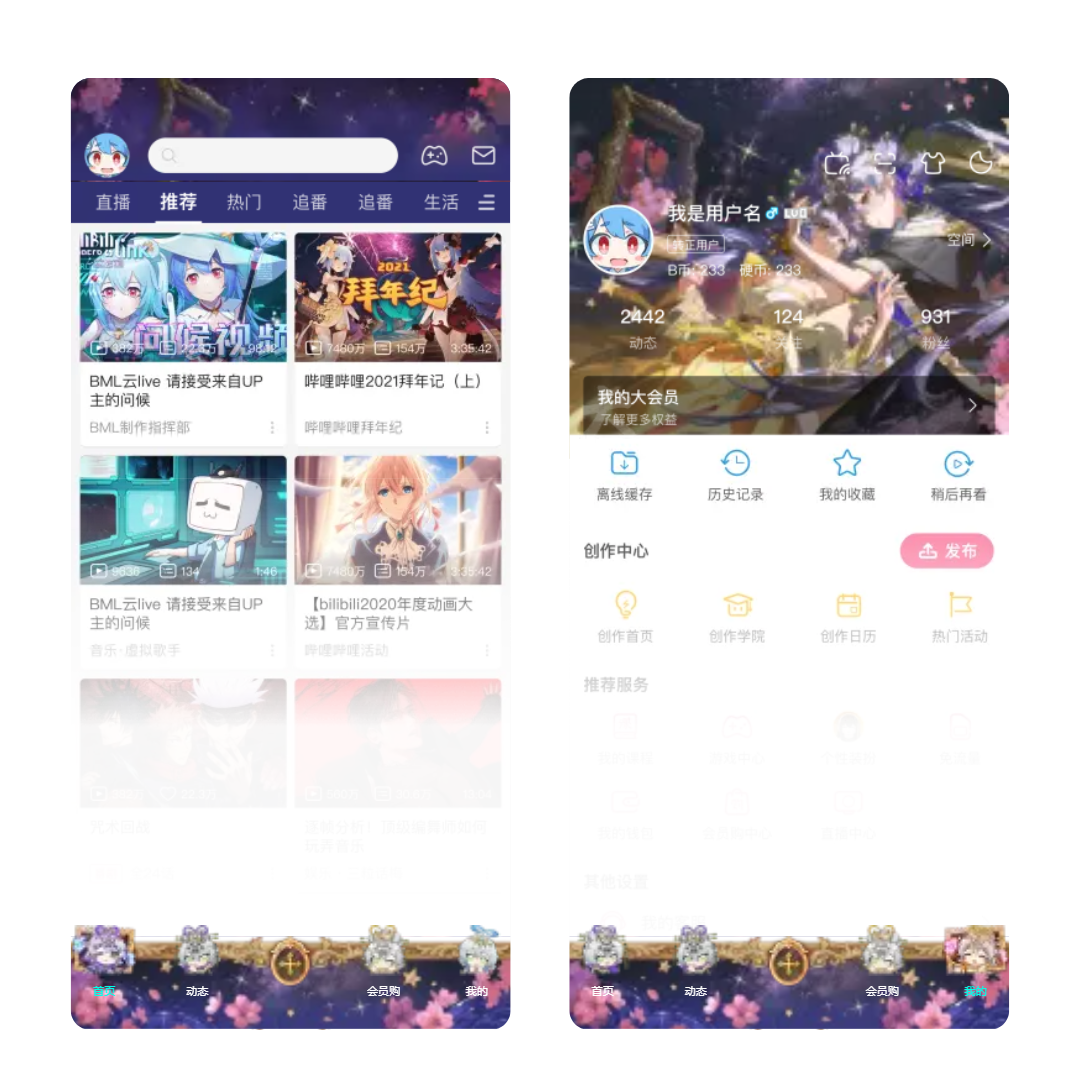 直播 推荐 热门 追番 追番 生活
BILIBILI
LINK
问候视频
382万
2021
拜年纪
7480万 154万 3:35:42
BML云live 请接受来自UP
主的问候
BML制作指挥部
哔哩哔哩2021拜年记（上）
哔哩哔哩拜年纪
9836 134 1:46
7480万 154万 3:35:42
BML云live 请接受来自UP
主的问候
音乐·虚拟歌手
【bilibili2020年度动画大
选】官方宣传片
哔哩哔哩活动
咒术回战
首页 动态 会员购 我的
我是用户名 LV0
转正用户
B币: 233 硬币: 233
空间
2442 124 931
动态 关注 粉丝
我的大会员
了解更多权益
离线缓存 历史记录 我的收藏 稍后再看
创作中心 发布
创作首页 创作学院 创作日历 热门活动
推荐服务
其他设置
首页 动态 会员购 我的